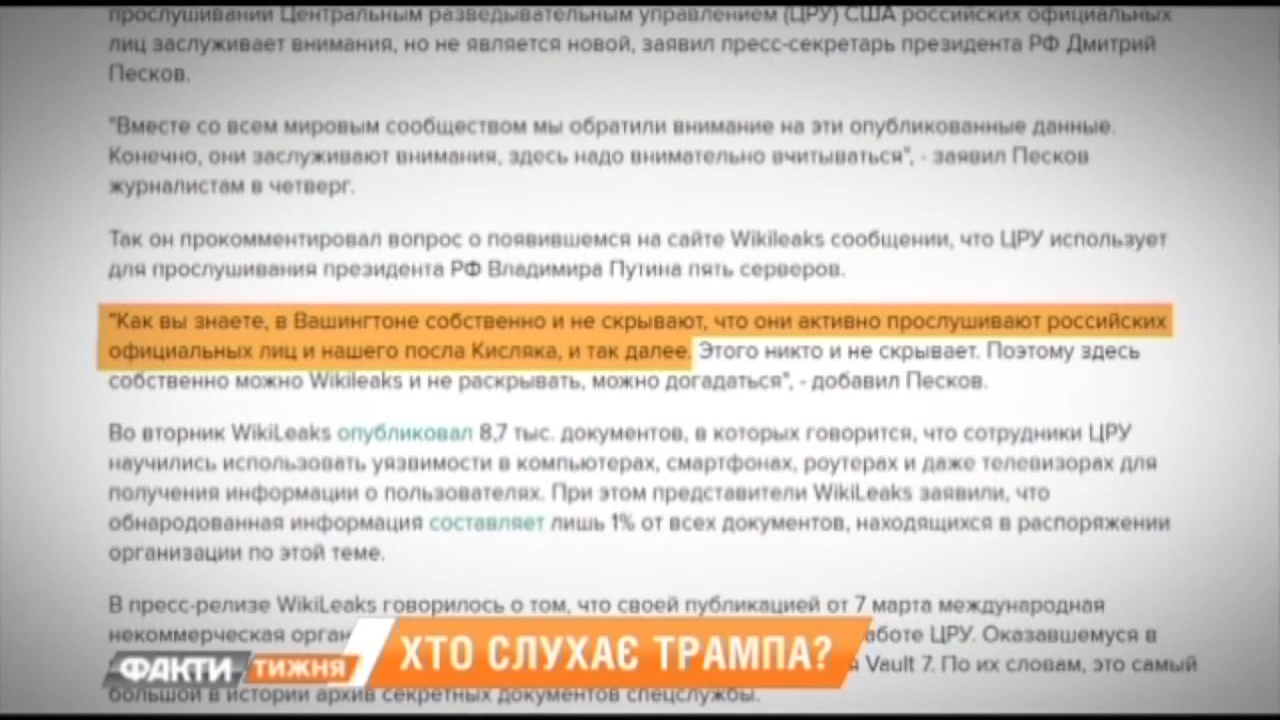 прослушивании Центральным разведывательным управлением (ЦРУ) США российских официальных
лиц заслуживает внимания, но не является новой, заявил пресс-секретарь президента РФ Дмитрий
Песков.
"Вместе со всем мировым сообществом мы обратили внимание на эти опубликованные данные.
Конечно, они заслуживают внимания, здесь надо внимательно вчитываться", - заявил Песков
журналистам в четверг.
Так он прокомментировал вопрос о появившемся на сайте Wikileaks сообщении, что ЦРУ использует
для прослушивания президента РФ Владимира Путина пять серверов.
"Как вы знаете, в Вашингтоне собственно и не скрывают, что они активно прослушивают российских
официальных лиц и нашего посла Кисляка, и так далее. Этого никто и не скрывает. Поэтому здесь
собственно можно Wikileaks и не раскрывать, можно догадаться", - добавил Песков.
Во вторник WikiLeaks опубликовал 8,7 тыс. документов, в которых говорится, что сотрудники ЦРУ
научились использовать уязвимости в компьютерах, смартфонах, роутерах и даже телевизорах для
получения информации о пользователях. При этом представители WikiLeaks заявили, что
обнародованная информация составляет лишь 1% от всех документов, находящихся в распоряжении
организации по этой теме.
В пресс-релизе WikiLeaks говорилось о том, что своей публикацией от 7 марта международная
некоммерческая ЦРУ. Оказавшемуся в
Vault 7. По их словам, это самый
большой в истории архив секретных документов спецслужбы.
ФАКТИ ТИЖНЯ ХТО СЛУХАЄ ТРАМПА?